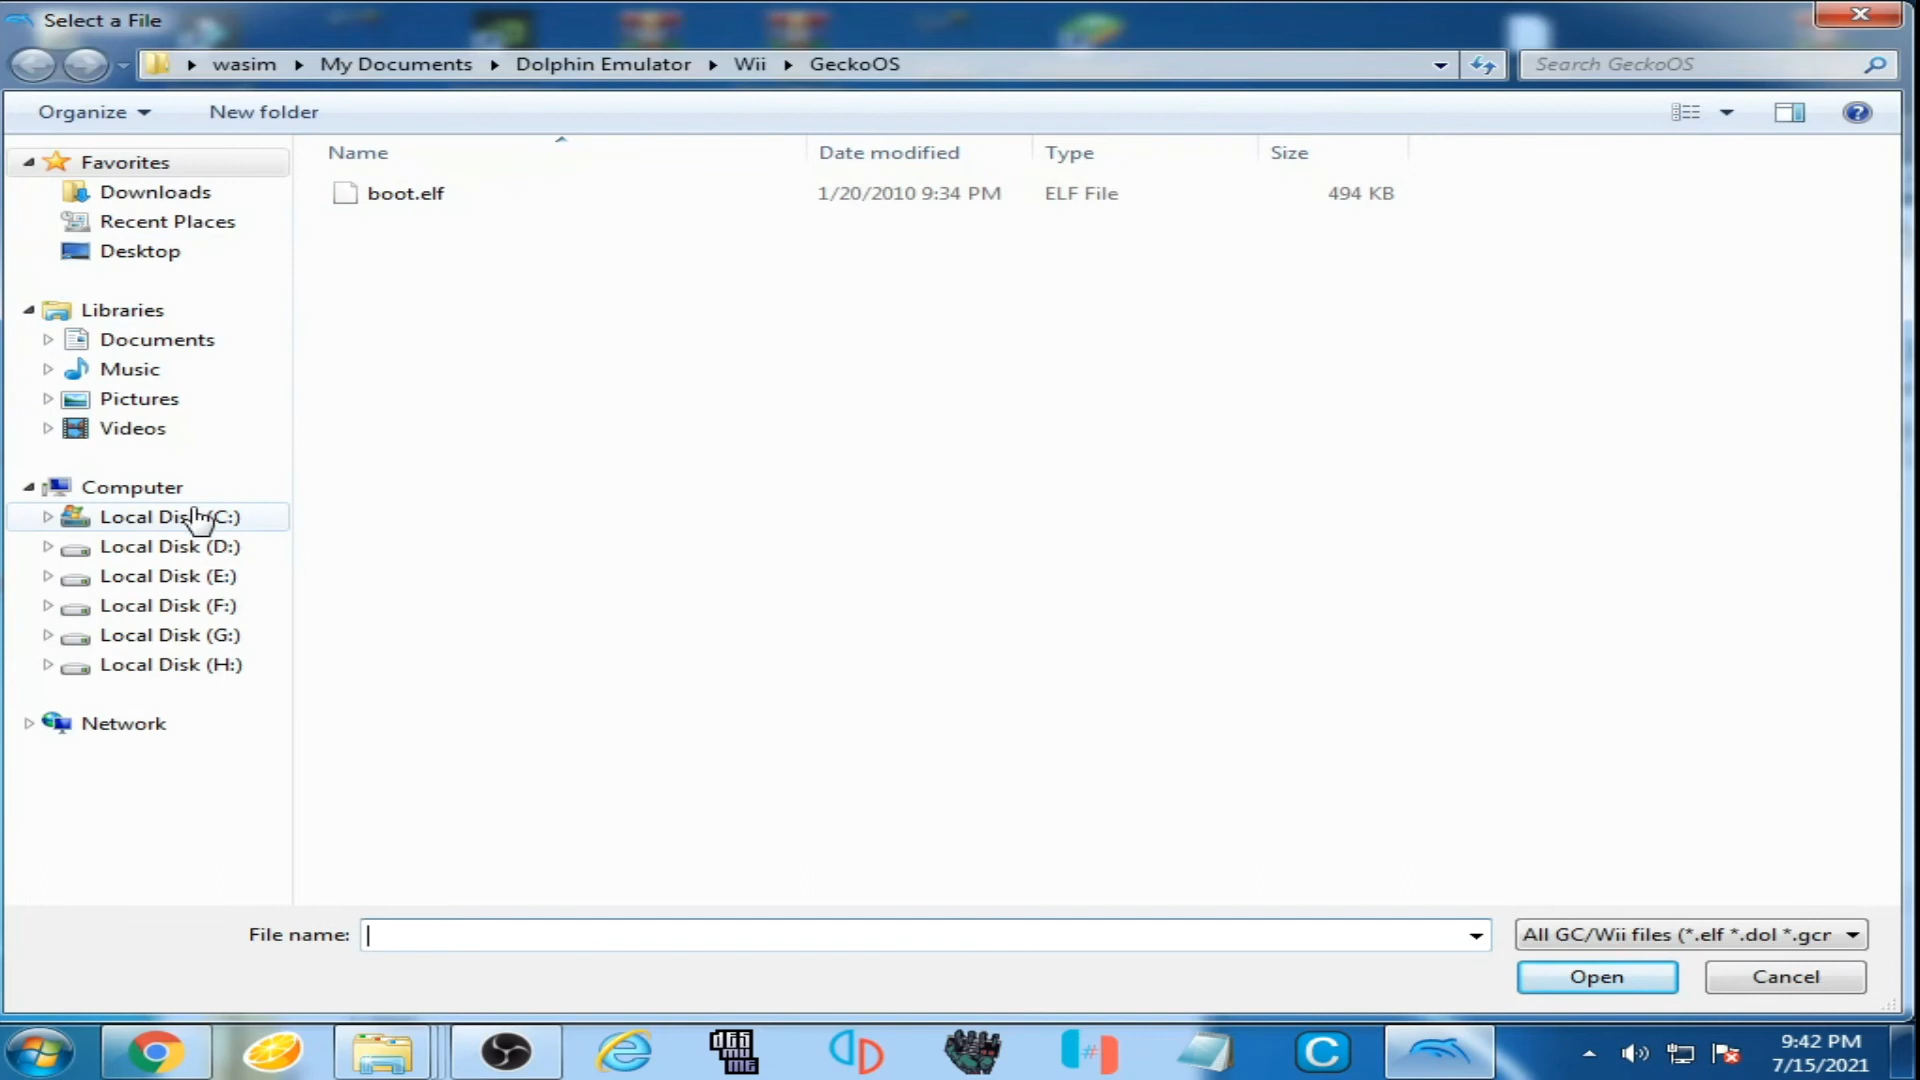 Select a File
wasim My Documents Dolphin Emulator Wii GeckoOS
Search GeckoOS
Organize New folder
Name Date modified Type Size
boot.elf 1/20/2010 9:34 PM ELF File 494 KB
Favorites
Downloads
Recent Places
Desktop
Libraries
Documents
Music
Pictures
Videos
Computer
Local Disk (C:)
Local Disk (D:)
Local Disk (E:)
Local Disk (F:)
Local Disk (G:)
Local Disk (H:)
Network
File name:
All GC/Wii files (*.elf *.dol *.gcr
Open Cancel
9:42 PM
7/15/2021